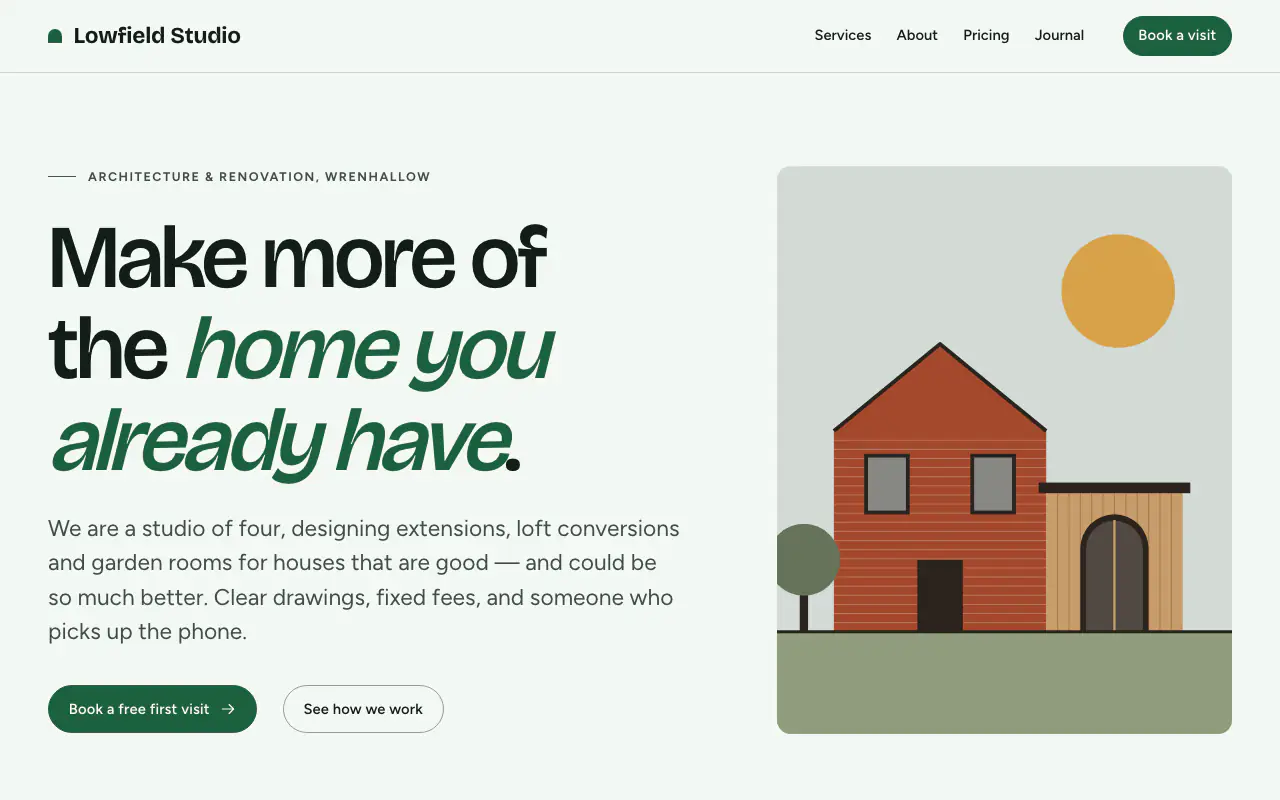 Lowfield Studio
Services
About
Pricing
Journal
Book a visit
ARCHITECTURE & RENOVATION, WRENHALLOW
Make more of
the home you
already have.
We are a studio of four, designing extensions, loft conversions
and garden rooms for houses that are good — and could be
so much better. Clear drawings, fixed fees, and someone who
picks up the phone.
Book a free first visit →
See how we work